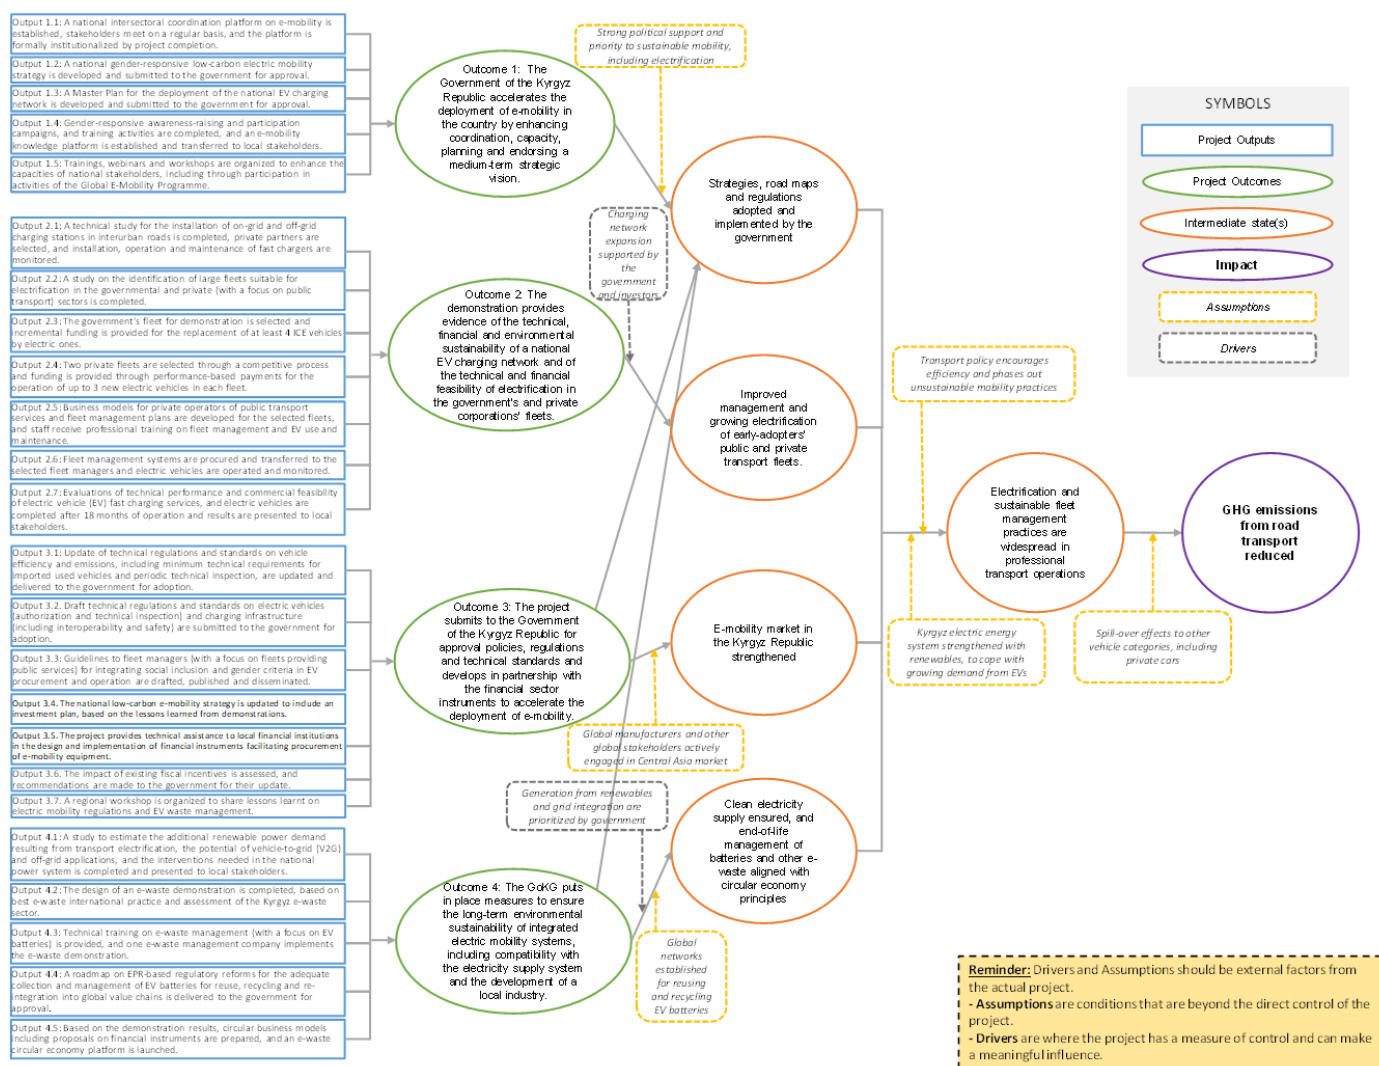 Output 1.1: A national intersectoral coordination platform on e-mobility is
established, stakeholders meet on a regular basis, and the platform is
formally institutionalized by project completion.
Output 1.2: A national gender-responsive low-carbon electric mobility
strategy is developed and submitted to the government for approval.
Output 1.3: A Master Plan for the deployment of the national EV charging
network is developed and submitted to the government for approval.
Output 1.4: Gender-responsive awareness-raising and participation
campaigns, and training activities are completed, and an e-mobility
knowledge platform is established and transferred to local stakeholders.
Output 1.5: Trainings, webinars and workshops are organized to enhance the
capacities of national stakeholders, including through participation in
activities of the Global E-Mobility Programme.
Output 2.1: A technical study for the installation of on-grid and off-grid
charging stations in interurban roads is completed, private partners are
selected, and installation, operation and maintenance of fast chargers are
monitored.
Output 2.2: A study on the identification of large fleets suitable for
electrification in the governmental and private (with a focus on public
transport) sectors is completed.
Output 2.3: The government's fleet for demonstration is selected and
incremental funding is provided for the replacement of at least 4 ICE vehicles
by electric ones.
Output 2.4: Two private fleets are selected through a competitive process
and funding is provided through performance-based payments for the
operation of up to 3 new electric vehicles in each fleet.
Output 2.5: Business models for private operators of public transport
services and fleet management plans are developed for the selected fleets,
and staff receive professional training on fleet management and EV use and
maintenance.
Output 2.6: Fleet management systems are procured and transferred to the
selected fleet managers and electric vehicles are operated and monitored.
Output 2.7: Evaluations of technical performance and commercial feasibility
of electric vehicle (EV) fast charging services, and electric vehicles are
completed after 18 months of operation and results are presented to local
stakeholders.
Output 3.1: Update of technical regulations and standards on vehicle
efficiency and emissions, including minimum technical requirements for
imported used vehicles and periodic technical inspection, are updated and
delivered to the government for adoption.
Output 3.2. Draft technical regulations and standards on electric vehicles
(authorization and technical inspection) and charging infrastructure
(including interoperability and safety) are submitted to the government for
adoption.
Output 3.3: Guidelines to fleet managers (with a focus on fleets providing
public services) for integrating social inclusion and gender criteria in EV
procurement and operation are drafted, published and disseminated.
Output 3.4. The national low-carbon e-mobility strategy is updated to include an
investment plan, based on the lessons learned from demonstrations.
Output 3.5. The project provides technical assistance to local financial institutions
in the design and implementation of financial instruments facilitating procurement
of e-mobility equipment.
Output 3.6. The impact of existing fiscal incentives is assessed, and
recommendations are made to the government for their update.
Output 3.7. A regional workshop is organized to share lessons learnt on
electric mobility regulations and EV waste management.
Output 4.1: A study to estimate the additional renewable power demand
resulting from transport electrification, the potential of vehicle-to-grid (V2G)
and off-grid applications, and the interventions needed in the national
power system is completed and presented to local stakeholders.
Output 4.2: The design of an e-waste demonstration is completed, based on
best e-waste international practice and assessment of the Kyrgyz e-waste
sector.
Output 4.3: Technical training on e-waste management (with a focus on EV
batteries) is provided, and one e-waste management company implements
the e-waste demonstration.
Output 4.4: A roadmap on EPR-based regulatory reforms for the adequate
collection and management of EV batteries for reuse, recycling and re-
integration into global value chains is delivered to the government for
approval.
Output 4.5: Based on the demonstration results, circular business models
including proposals on financial instruments are prepared, and an e-waste
circular economy platform is launched.
Outcome 1: The
Government of the Kyrgyz
Republic accelerates the
deployment of e-mobility in
the country by enhancing
coordination, capacity,
planning and endorsing a
medium-term strategic
vision.
Outcome 2: The
demonstration provides
evidence of the technical,
financial and environmental
sustainability of a national
EV charging network and of
the technical and financial
feasibility of electrification in
the government's and private
corporations' fleets.
Outcome 3: The project
submits to the Government
of the Kyrgyz Republic for
approval policies, regulations
and technical standards and
develops in partnership with
the financial sector
instruments to accelerate the
deployment of e-mobility.
Outcome 4: The GoKG puts
in place measures to ensure
the long-term environmental
sustainability of integrated
electric mobility systems,
including compatibility with
the electricity supply system
and the development of a
local industry.
Strong political support and
priority to sustainable mobility,
including electrification
Charging
network
expansion
supported by
the
government
and investors
Global manufacturers and other
global stakeholders actively
engaged in Central Asia market
Generation from renewables
and grid integration are
prioritized by government
Global
networks
established
for reusing
and recycling
EV batteries
Strategies, road maps
and regulations
adopted and
implemented by the
government
Improved
management and
growing electrification
of early-adopters'
public and private
transport fleets.
E-mobility market in
the Kyrgyz Republic
strengthened
Clean electricity
supply ensured, and
end-of-life
management of
batteries and other e-
waste aligned with
circular economy
principles
Transport policy encourages
efficiency and phases out
unsustainable mobility practices
Kyrgyz electric energy
system strengthened with
renewables, to cope with
growing demand from EVs
Electrification and
sustainable fleet
management
practices are
widespread in
professional
transport operations
Spill-over effects to other
vehicle categories, including
private cars
GHG emissions
from road
transport
reduced
SYMBOLS
Project Outputs
Project Outcomes
Intermediate state(s)
Impact
Assumptions
Drivers
Reminder: Drivers and Assumptions should be external factors from
the actual project.
- Assumptions are conditions that are beyond the direct control of the
project.
- Drivers are where the project has a measure of control and can make
a meaningful influence.